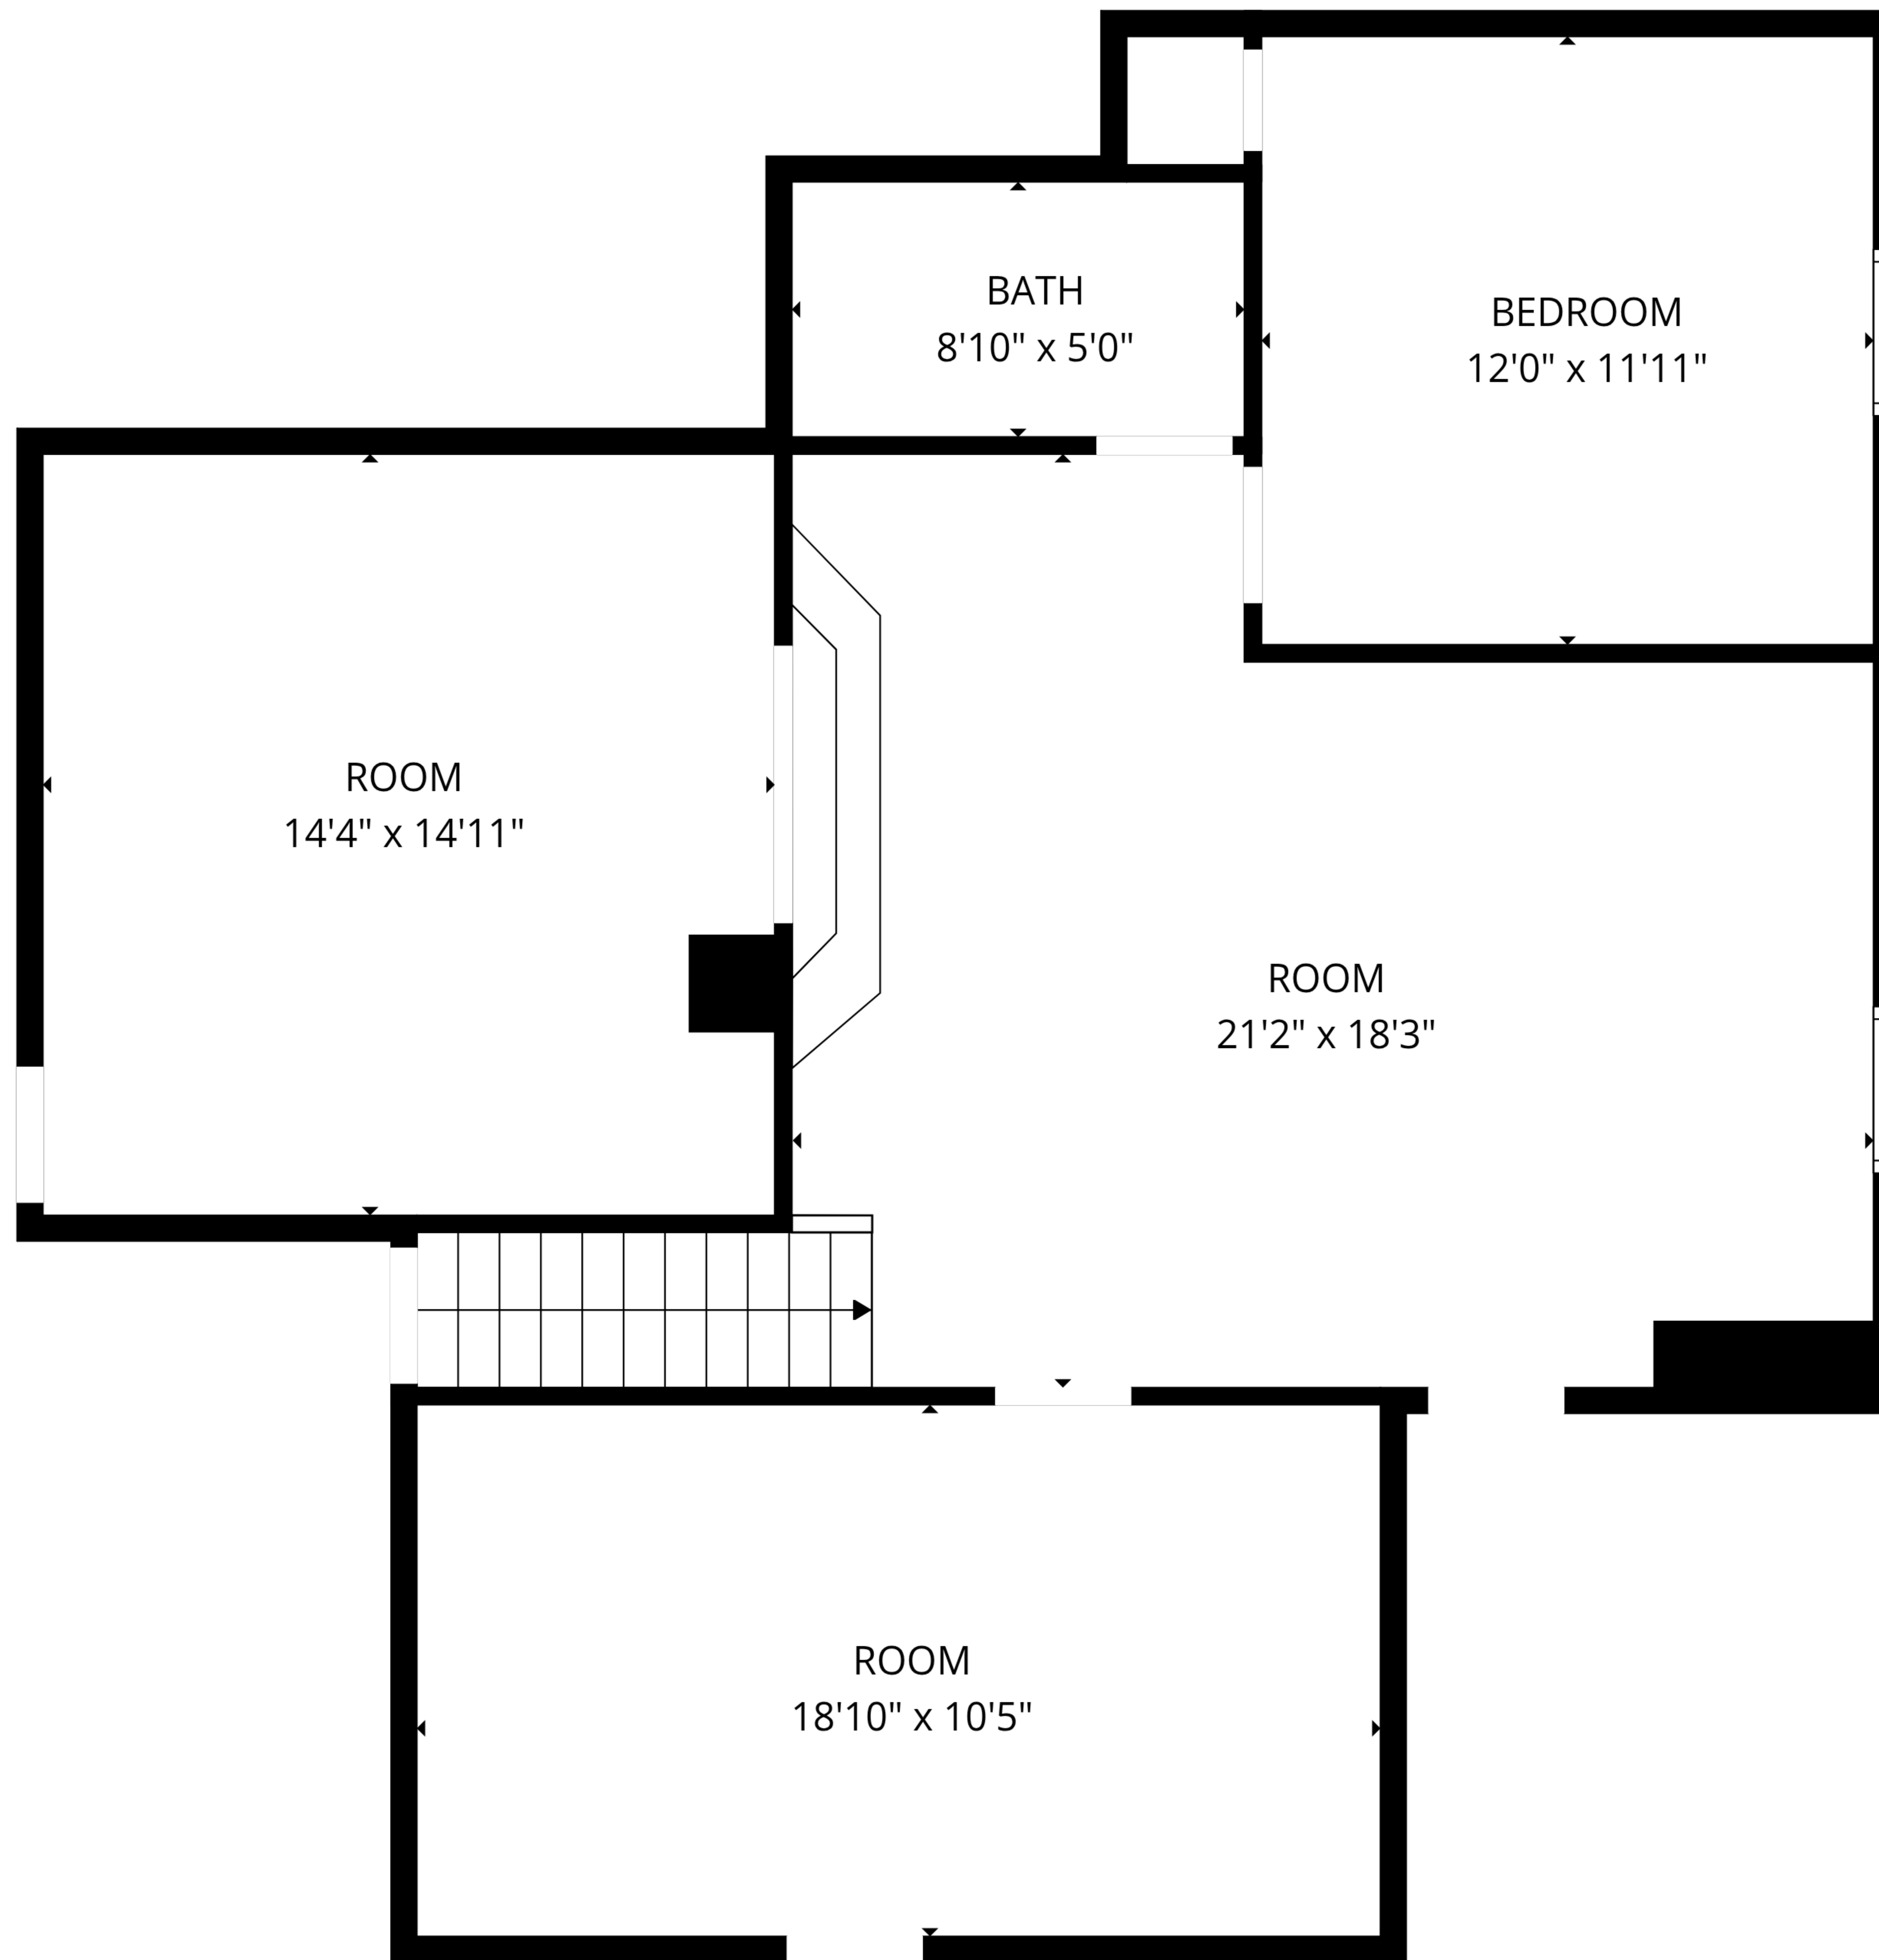 BATH
8'10" x 5'0"
BEDROOM
12'0" x 11'11"
ROOM
14'4" x 14'11"
ROOM
21'2" x 18'3"
ROOM
18'10" x 10'5"